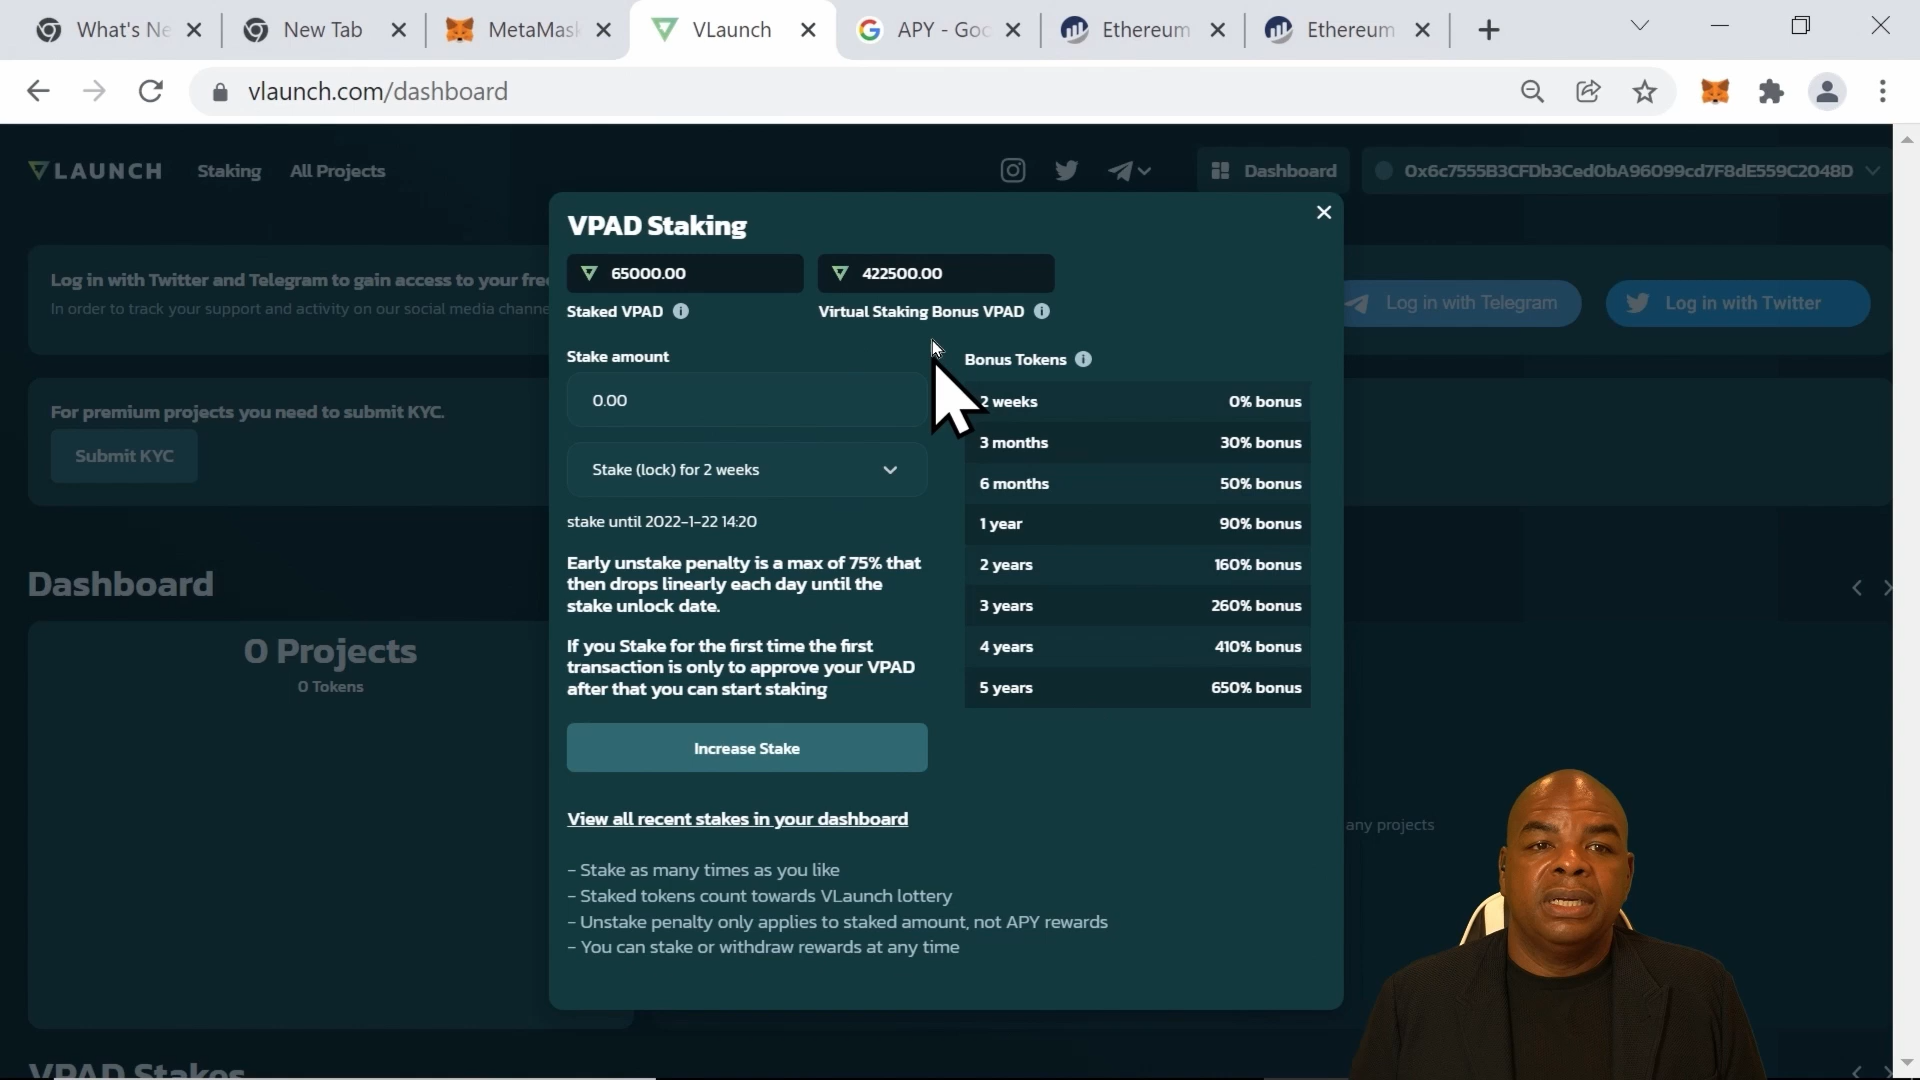 What's Ne
New Tab
MetaMask
VLaunch
APY - Goo
Ethereum
Ethereum
vlaunch.com/dashboard
LAUNCH
Staking
All Projects
Dashboard
0x6c7555B3CFDb3Ced0bA96099cd7F8dE559C2048D
Log in with Twitter and Telegram to gain access to your free
In order to track your support and activity on our social media channe
Log in with Telegram
Log in with Twitter
For premium projects you need to submit KYC.
Submit KYC
Dashboard
0 Projects
0 Tokens
any projects
VPAD Stakes
VPAD Staking
65000.00
422500.00
Staked VPAD
Virtual Staking Bonus VPAD
Stake amount
0.00
Stake (lock) for 2 weeks
stake until 2022-1-22 14:20
Early unstake penalty is a max of 75% that
then drops linearly each day until the
stake unlock date.
If you Stake for the first time the first
transaction is only to approve your VPAD
after that you can start staking
Increase Stake
Bonus Tokens
2 weeks 0% bonus
3 months 30% bonus
6 months 50% bonus
1 year 90% bonus
2 years 160% bonus
3 years 260% bonus
4 years 410% bonus
5 years 650% bonus
View all recent stakes in your dashboard
- Stake as many times as you like
- Staked tokens count towards VLaunch lottery
- Unstake penalty only applies to staked amount, not APY rewards
- You can stake or withdraw rewards at any time